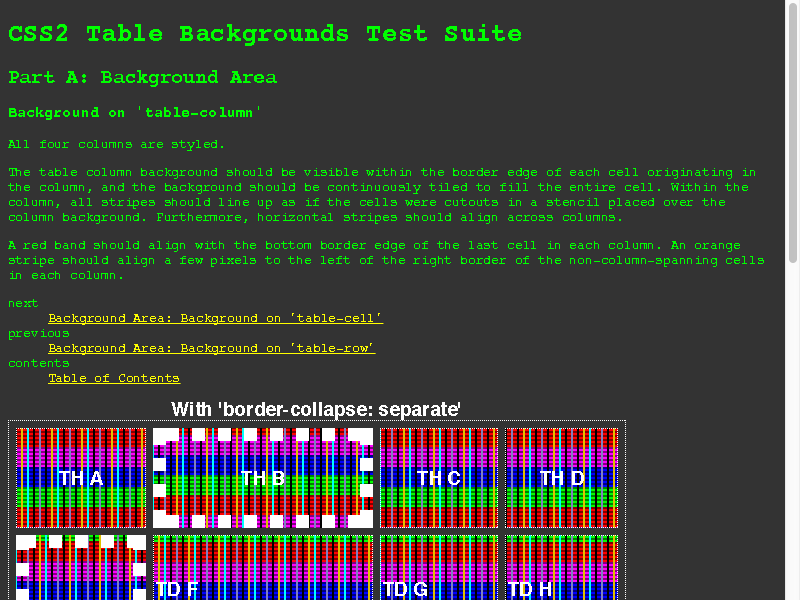 CSS2 Table Backgrounds Test Suite
Part A: Background Area
Background on 'table-column'
All four columns are styled.
The table column background should be visible within the border edge of each cell originating in
the column, and the background should be continuously tiled to fill the entire cell. Within the
column, all stripes should line up as if the cells were cutouts in a stencil placed over the
column background. Furthermore, horizontal stripes should align across columns.
A red band should align with the bottom border edge of the last cell in each column. An orange
stripe should align a few pixels to the left of the right border of the non-column-spanning cells
in each column.
next
Background Area: Background on 'table-cell'
previous
Background Area: Background on 'table-row'
contents
Table of Contents
With 'border-collapse: separate'
TH A TH B TH C TH D
TD F TD G TD H